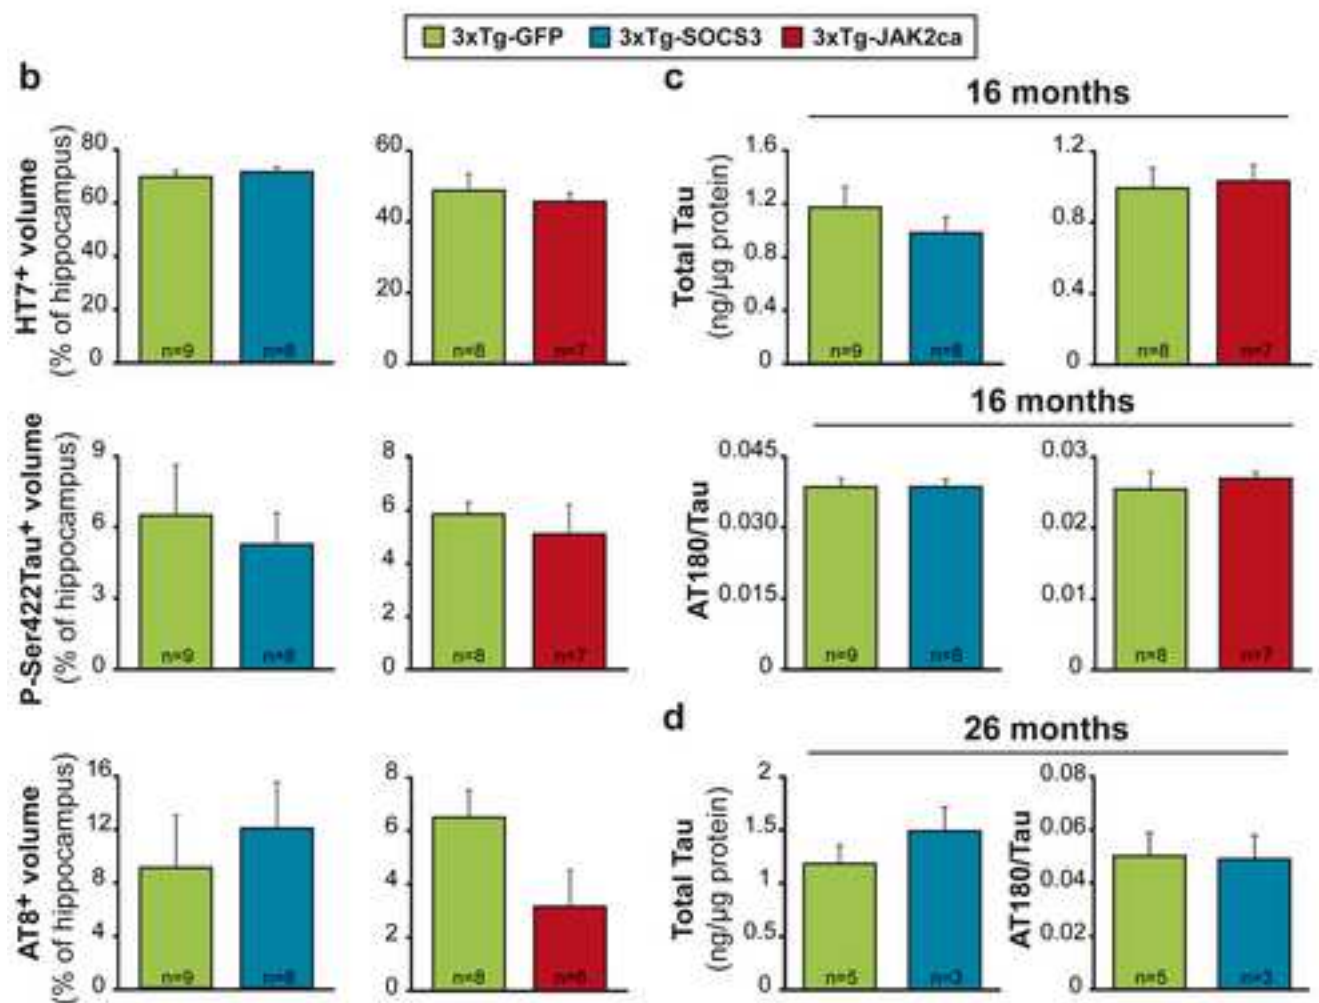 3xTg-GFP 3xTg-SOCS3 3xTg-JAK2ca
b
HT7+ volume
(% of hippocampus)
80
60
40
20
0
n=9 n=8
60
40
20
0
n=8 n=7
P-Ser422Tau+ volume
(% of hippocampus)
9
6
3
0
n=9 n=8
8
6
4
2
0
n=8 n=7
AT8+ volume
(% of hippocampus)
16
12
8
4
0
n=9 n=8
8
6
4
2
0
n=8 n=6
c
16 months
Total Tau
(ng/µg protein)
1.6
1.2
0.8
0.4
0
n=9 n=8
1.2
0.8
0.4
0
n=8 n=7
16 months
AT180/Tau
0.045
0.030
0.015
0
n=9 n=8
0.03
0.02
0.01
0
n=8 n=7
d
26 months
Total Tau
(ng/µg protein)
2
1.5
1
0.5
0
n=5 n=3
AT180/Tau
0.08
0.06
0.04
0.02
0
n=5 n=3